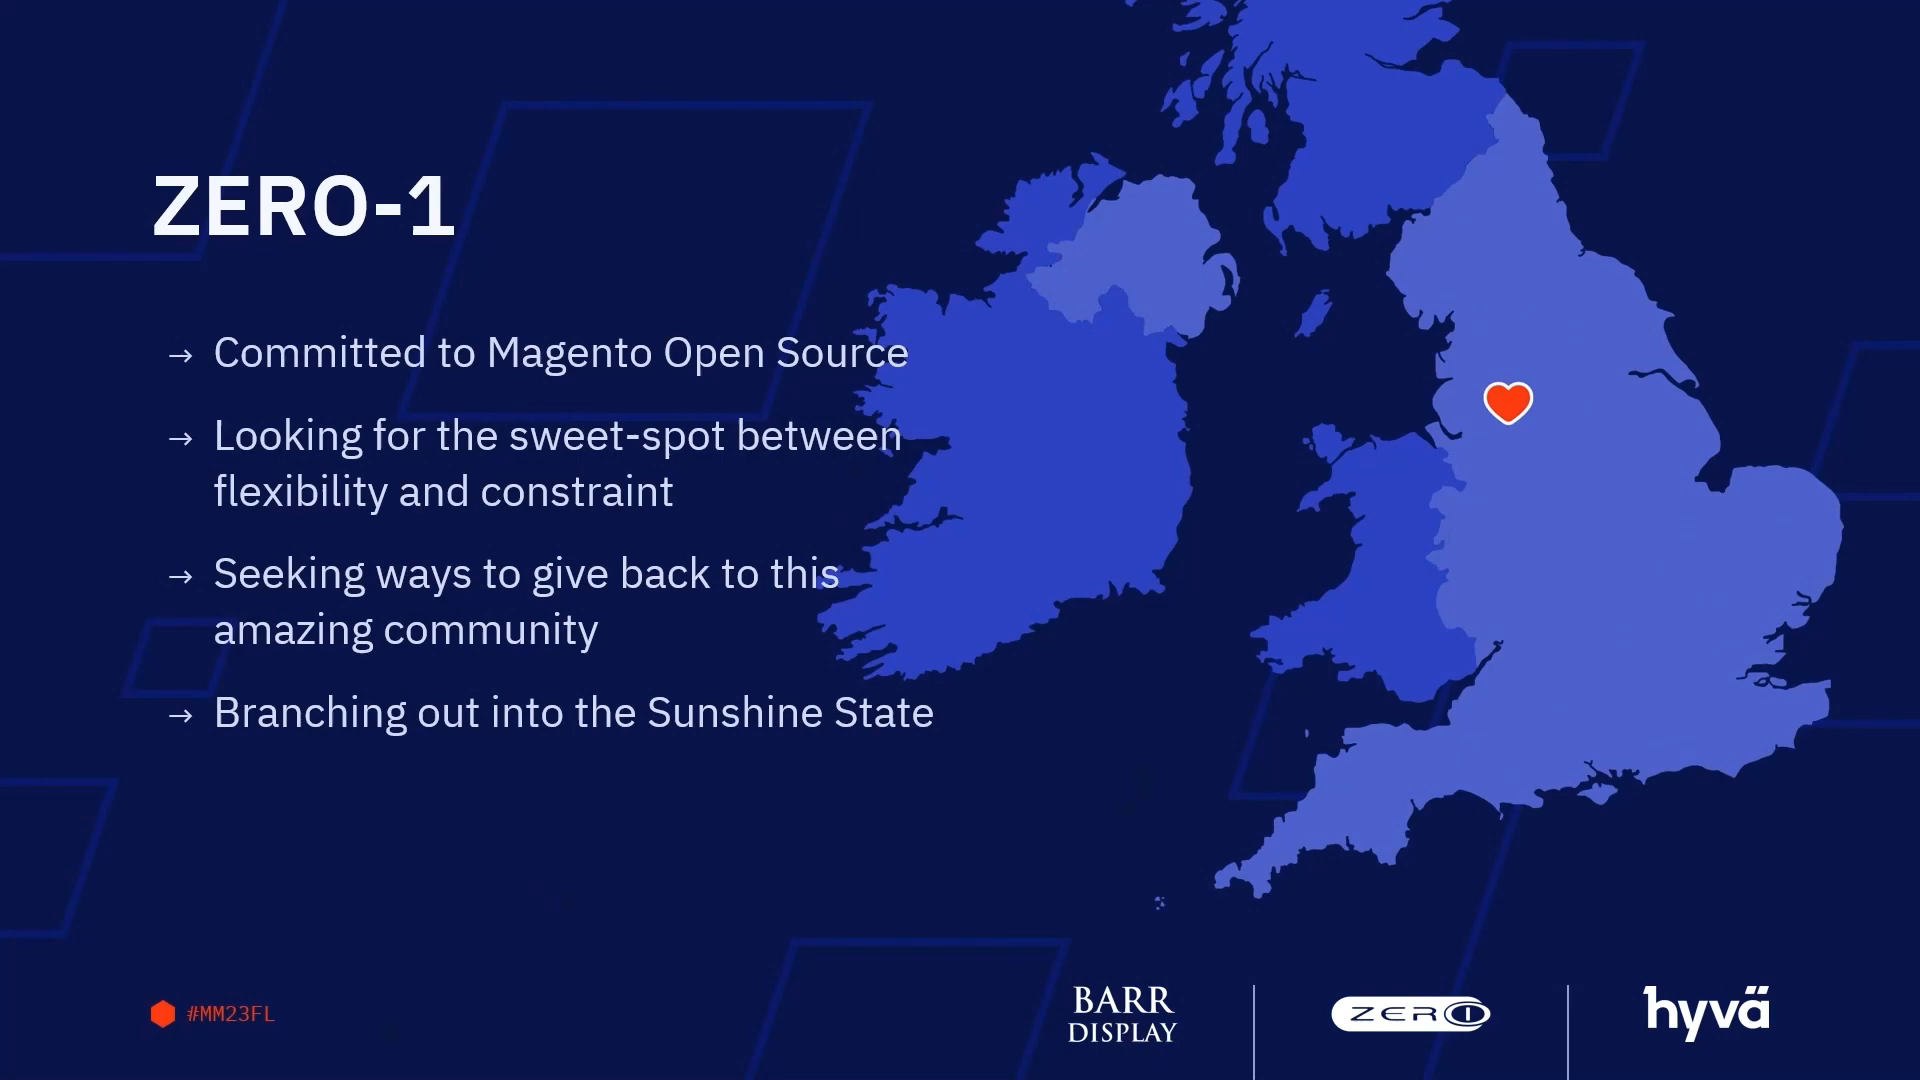 ZERO-1
→ Committed to Magento Open Source
→ Looking for the sweet-spot between
flexibility and constraint
→ Seeking ways to give back to this
amazing community
→ Branching out into the Sunshine State
#MM23FL
BARR
DISPLAY
ZERO1
hyvä